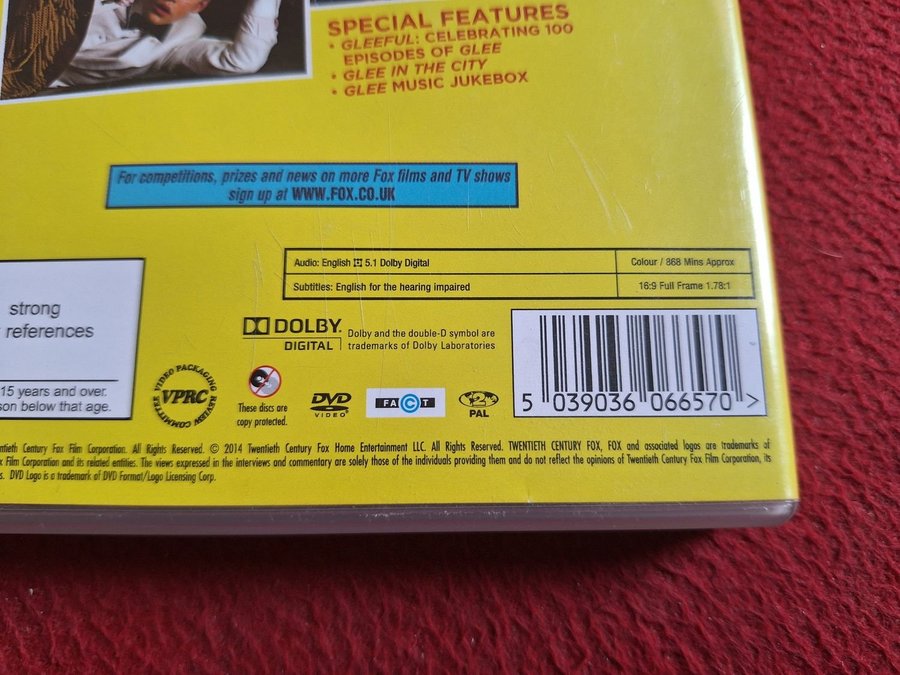 SPECIAL FEATURES
• GLEEFUL: CELEBRATING 100
EPISODES OF GLEE
• GLEE IN THE CITY
• GLEE MUSIC JUKEBOX
For competitions, prizes and news on more Fox films and TV shows
sign up at WWW.FOX.CO.UK
Audio: English 5.1 Dolby Digital
Colour / 868 Mins Approx
Subtitles: English for the hearing impaired
16:9 Full Frame 1.78:1
strong
references
15 years and over.
son below that age.
VIDEO PACKAGING
VPRC
REVIEW COMMITTEE
DOLBY
DIGITAL
Dolby and the double-D symbol are
trademarks of Dolby Laboratories
These discs are
copy protected.
DVD
VIDEO
FACT
2
PAL
5 039036 066570 >
ntieth Century Fox Film Corporation. All Rights Reserved. © 2014 Twentieth Century Fox Home Entertainment LLC. All Rights Reserved. TWENTIETH CENTURY FOX, FOX and associated logos are trademarks of
x Film Corporation and its related entities. The views expressed in the interviews and commentary are solely those of the individuals providing them and do not reflect the opinions of Twentieth Century Fox Film Corporation, its
s. DVD Logo is a trademark of DVD Format/Logo Licensing Corp.